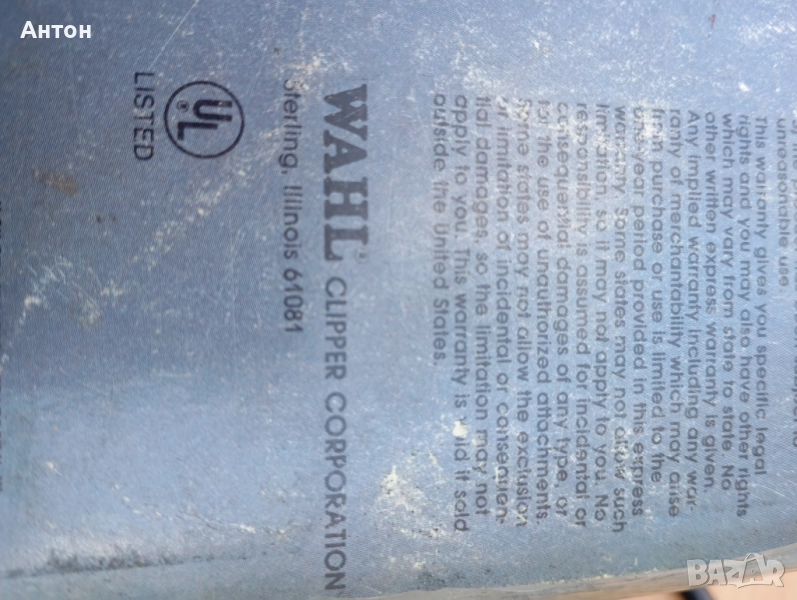 Антон
unreasonable use.
This warranty gives you specific legal
rights and you may also have other rights
which may vary from state to state. No
other written express warranty is given.
Any implied warranty including any war-
ranty of merchantability which may arise
from purchase or use is limited to the
one-year period provided in this express
warranty. Some states may not allow such
limitation, so it may not apply to you. No
responsibility is assumed for incidental or
consequential damages of any type, or
for the use of unauthorized attachments.
Some states may not allow the exclusion
or limitation of incidental or consequen-
tial damages, so the limitation may not
apply to you. This warranty is void if sold
outside the United States.
WAHL® CLIPPER CORPORATION
Sterling, Illinois 61081
UL ®
LISTED
BAZAR